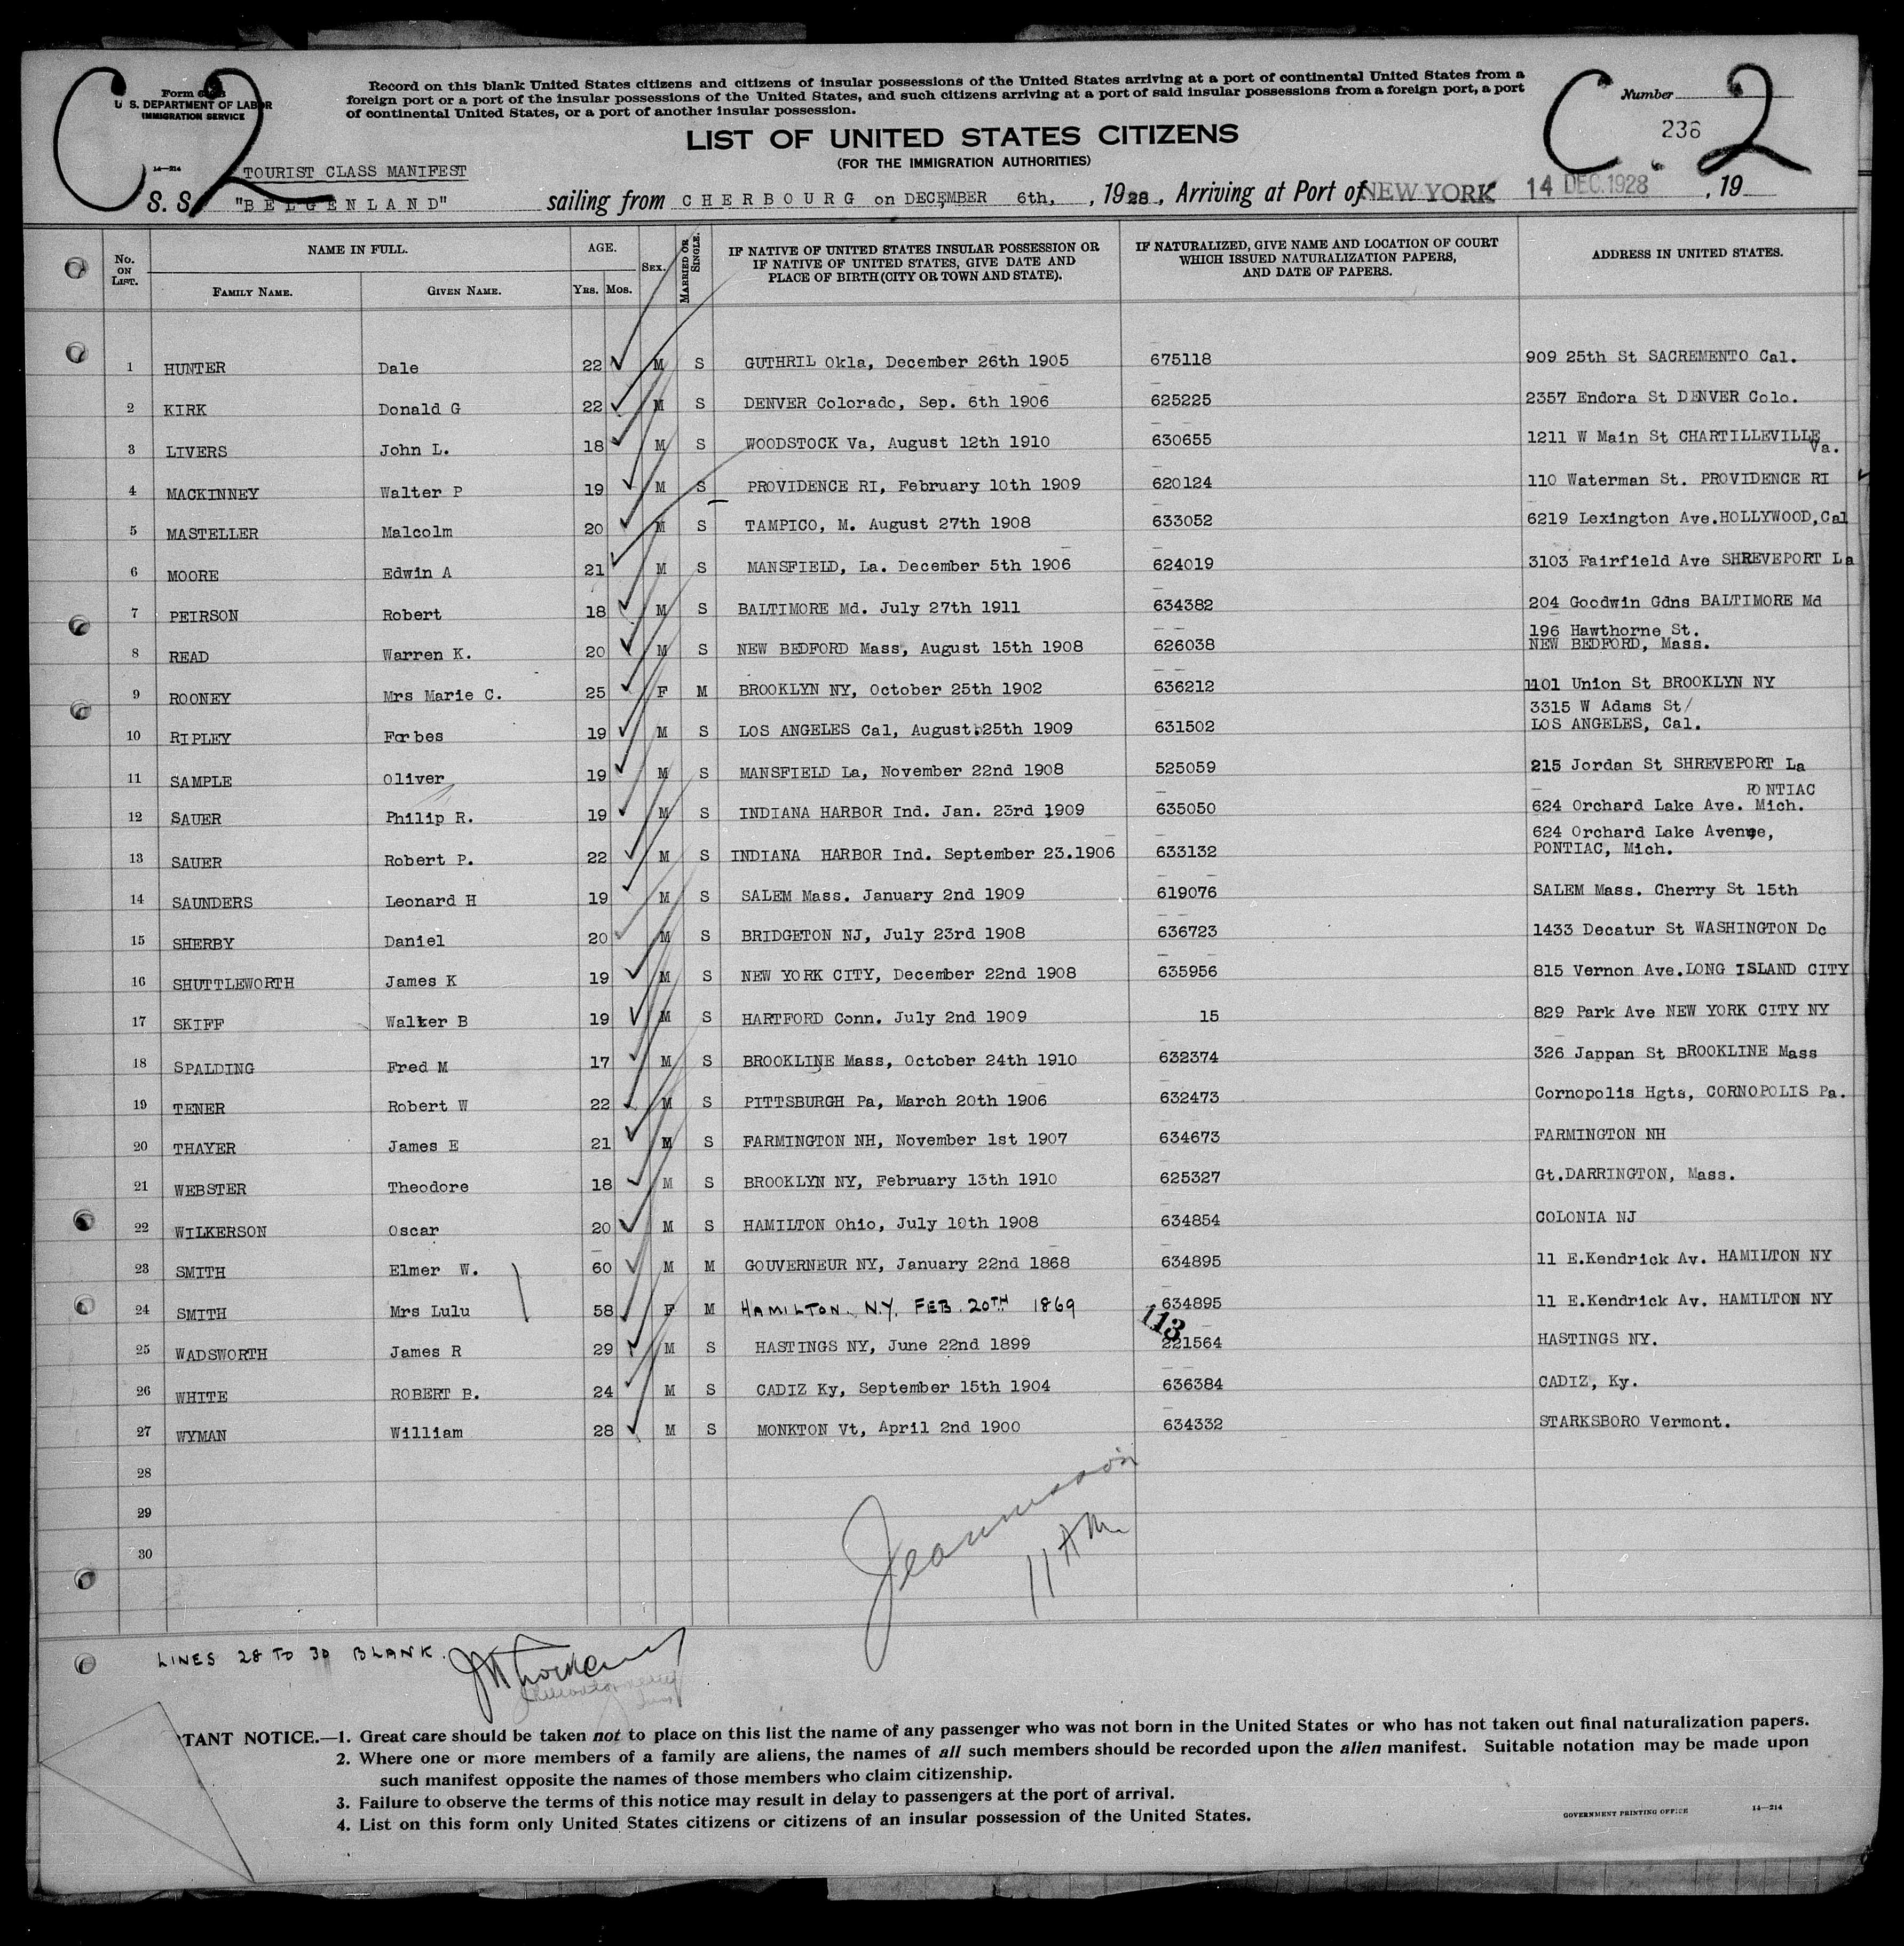 C2
Form
U S. DEPARTMENT OF LABOR
IMMIGRATION SERVICE
14—214
Record on this blank United States citizens and citizens of insular possessions of the United States arriving at a port of continental United States from a
foreign port or a port of the insular possessions of the United States, and such citizens arriving at a port of said insular possessions from a foreign port, a port
of continental United States, or a port of another insular possession.
C. 2
Number
236
LIST OF UNITED STATES CITIZENS
(FOR THE IMMIGRATION AUTHORITIES)
TOURIST CLASS MANIFEST
S. S. "BELGENLAND" sailing from CHERBOURG on DECEMBER 6th, , 1928 , Arriving at Port of NEW YORK 14 DEC.1928 , 19
No. ON LIST. NAME IN FULL. FAMILY NAME. GIVEN NAME. AGE. YRS. MOS. SEX. MARRIED OR SINGLE. IF NATIVE OF UNITED STATES INSULAR POSSESSION OR IF NATIVE OF UNITED STATES, GIVE DATE AND PLACE OF BIRTH (CITY OR TOWN AND STATE). IF NATURALIZED, GIVE NAME AND LOCATION OF COURT WHICH ISSUED NATURALIZATION PAPERS, AND DATE OF PAPERS. ADDRESS IN UNITED STATES.
1 HUNTER Dale 22 M S GUTHRIL Okla, December 26th 1905 675118 909 25th St SACREMENTO Cal.
2 KIRK Donald G 22 M S DENVER Colorado, Sep. 6th 1906 625225 2357 Endora St DENVER Colo.
3 LIVERS John L. 18 M S WOODSTOCK Va, August 12th 1910 630655 1211 W Main St CHARTILLEVILLE Va.
4 MACKINNEY Walter P 19 M S PROVIDENCE RI, February 10th 1909 620124 110 Waterman St. PROVIDENCE RI
5 MASTELLER Malcolm 20 M S TAMPICO, M. August 27th 1908 633052 6219 Lexington Ave.HOLLYWOOD,Cal
6 MOORE Edwin A 21 M S MANSFIELD, La. December 5th 1906 624019 3103 Fairfield Ave SHREVEPORT La
7 PEIRSON Robert 18 M S BALTIMORE Md. July 27th 1911 634382 204 Goodwin Gdns BALTIMORE Md
8 READ Warren K. 20 M S NEW BEDFORD Mass, August 15th 1908 626038 196 Hawthorne St. NEW BEDFORD, Mass.
9 ROONEY Mrs Marie C. 25 F M BROOKLYN NY, October 25th 1902 636212 1101 Union St BROOKLYN NY
10 RIPLEY Forbes 19 M S LOS ANGELES Cal, August 25th 1909 631502 3315 W Adams St/ LOS ANGELES, Cal.
11 SAMPLE Oliver 19 M S MANSFIELD La, November 22nd 1908 525059 215 Jordan St SHREVEPORT La
12 SAUER Philip R. 19 M S INDIANA HARBOR Ind. Jan. 23rd 1909 635050 624 Orchard Lake Ave. PONTIAC Mich.
13 SAUER Robert P. 22 M S INDIANA HARBOR Ind. September 23.1906 633132 624 Orchard Lake Avenue, PONTIAC, Mich.
14 SAUNDERS Leonard H 19 M S SALEM Mass. January 2nd 1909 619076 SALEM Mass. Cherry St 15th
15 SHERBY Daniel 20 M S BRIDGETON NJ, July 23rd 1908 636723 1433 Decatur St WASHINGTON Dc
16 SHUTTLEWORTH James K 19 M S NEW YORK CITY, December 22nd 1908 635956 815 Vernon Ave.LONG ISLAND CITY
17 SKIFF Walker B 19 M S HARTFORD Conn. July 2nd 1909 15 829 Park Ave NEW YORK CITY NY
18 SPALDING Fred M 17 M S BROOKLINE Mass, October 24th 1910 632374 326 Jappan St BROOKLINE Mass
19 TENER Robert W 22 M S PITTSBURGH Pa, March 20th 1906 632473 Cornopolis Hgts, CORNOPOLIS Pa.
20 THAYER James E 21 M S FARMINGTON NH, November 1st 1907 634673 FARMINGTON NH
21 WEBSTER Theodore 18 M S BROOKLYN NY, February 13th 1910 625327 Gt.DARRINGTON, Mass.
22 WILKERSON Oscar 20 M S HAMILTON Ohio, July 10th 1908 634854 COLONIA NJ
23 SMITH Elmer W. 60 M M GOUVERNEUR NY, January 22nd 1868 634895 11 E.Kendrick Av. HAMILTON NY
24 SMITH Mrs Lulu 58 F M HAMILTON. N.Y. FEB. 20TH 1869 634895 11 E.Kendrick Av. HAMILTON NY
113
25 WADSWORTH James R 29 M S HASTINGS NY, June 22nd 1899 221564 HASTINGS NY.
26 WHITE ROBERT B. 24 M S CADIZ Ky, September 15th 1904 636384 CADIZ, Ky.
27 WYMAN William 28 M S MONKTON Vt, April 2nd 1900 634332 STARKSBORO Vermont.
28
29
30
11 AM
LINES 28 TO 30 BLANK.
TANT NOTICE.—1. Great care should be taken not to place on this list the name of any passenger who was not born in the United States or who has not taken out final naturalization papers.
2. Where one or more members of a family are aliens, the names of all such members should be recorded upon the alien manifest. Suitable notation may be made upon
such manifest opposite the names of those members who claim citizenship.
3. Failure to observe the terms of this notice may result in delay to passengers at the port of arrival.
4. List on this form only United States citizens or citizens of an insular possession of the United States.
GOVERNMENT PRINTING OFFICE 14—214